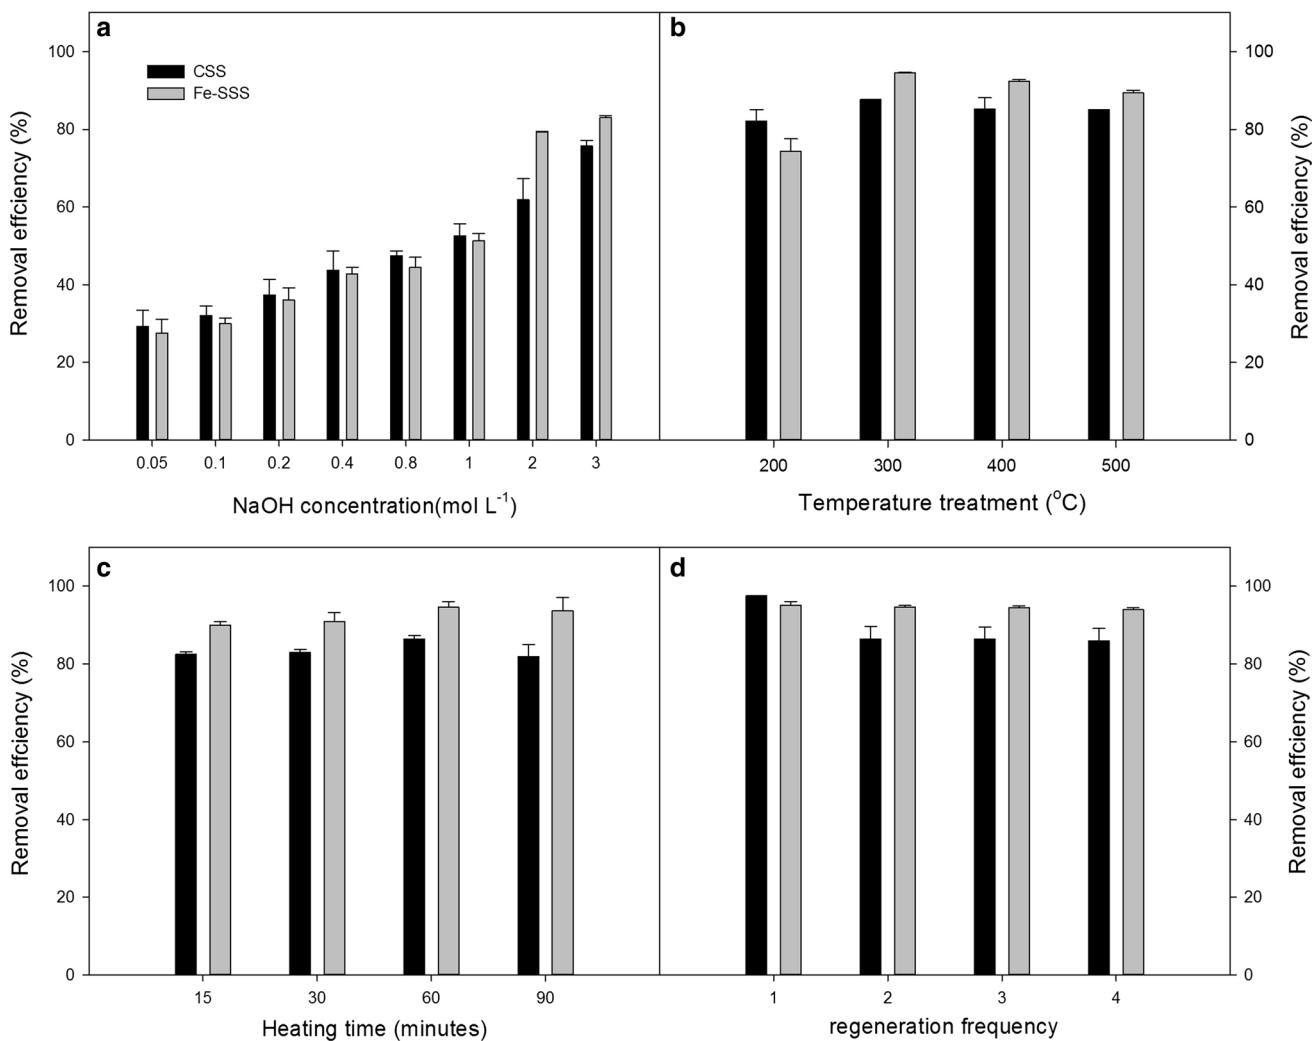 a
b
CSS
Fe-SSS
100
80
60
40
20
0
Removal effciency (%)
0.05 0.1 0.2 0.4 0.8 1 2 3
NaOH concentration(mol L⁻¹)
100
80
60
40
20
0
Removal effciency (%)
200 300 400 500
Temperature treatment (°C)
c
d
100
80
60
40
20
0
Removal effciency (%)
15 30 60 90
Heating time (minutes)
100
80
60
40
20
0
Removal effciency (%)
1 2 3 4
regeneration frequency